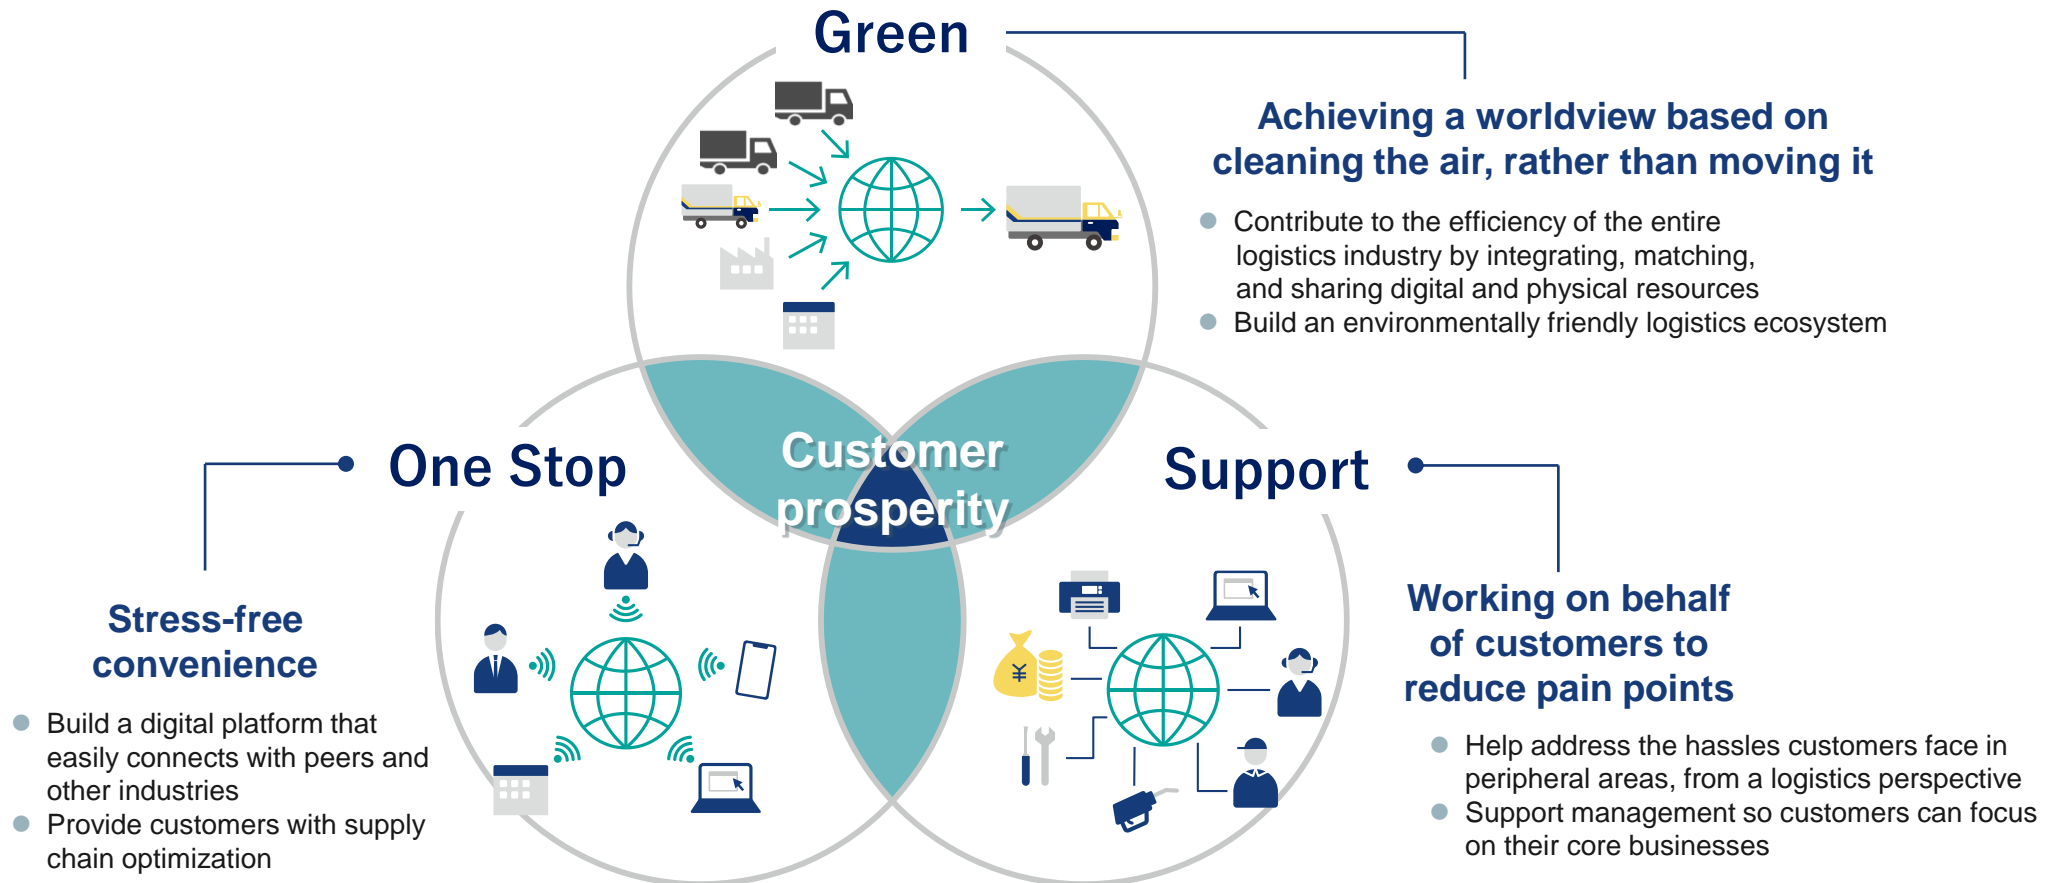 Green
Achieving a worldview based on
cleaning the air, rather than moving it
● Contribute to the efficiency of the entire
logistics industry by integrating, matching,
and sharing digital and physical resources
● Build an environmentally friendly logistics ecosystem
Customer
prosperity
One Stop
Stress-free
convenience
● Build a digital platform that
easily connects with peers and
other industries
● Provide customers with supply
chain optimization
Support
¥
Working on behalf
of customers to
reduce pain points
● Help address the hassles customers face in
peripheral areas, from a logistics perspective
● Support management so customers can focus
on their core businesses